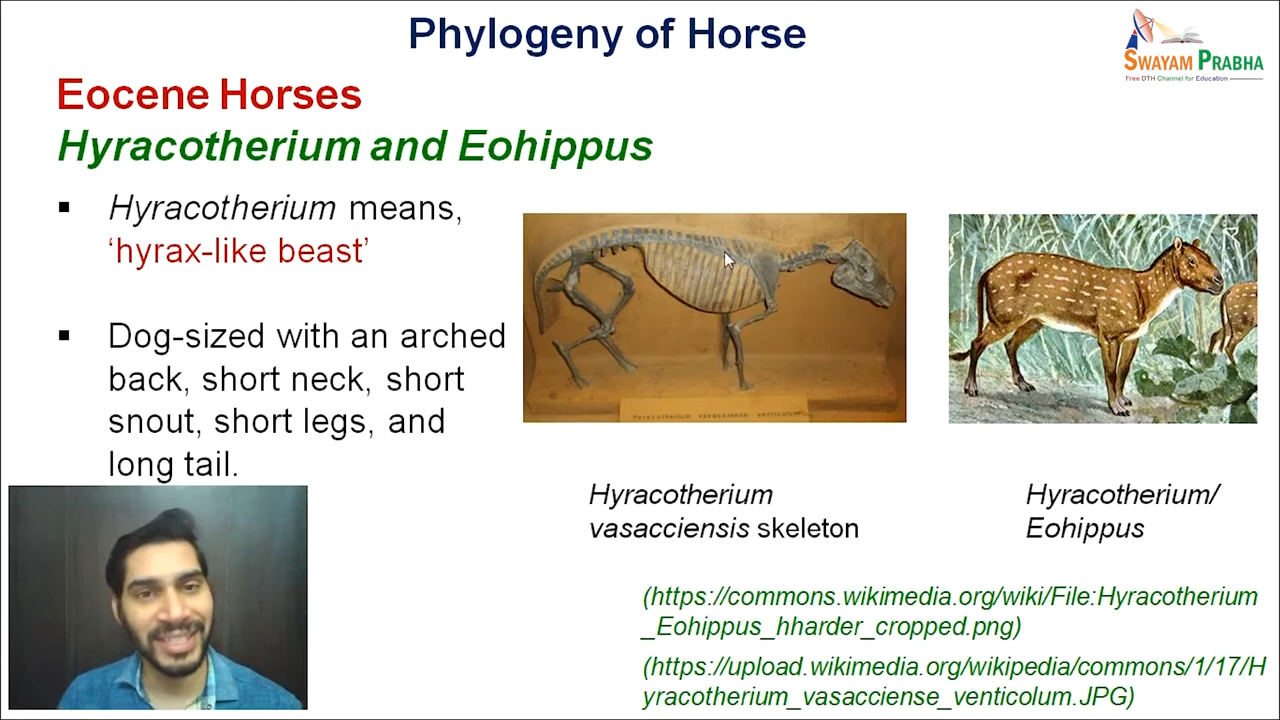 Phylogeny of Horse
SWAYAM PRABHA
Free DTH Channel for Education
Eocene Horses
Hyracotherium and Eohippus
▪ Hyracotherium means,
‘hyrax-like beast’
▪ Dog-sized with an arched
back, short neck, short
snout, short legs, and
long tail.
Hyracotherium vasacciense venticolum
Hyracotherium
vasacciensis skeleton
Hyracotherium/
Eohippus
(https://commons.wikimedia.org/wiki/File:Hyracotherium
_Eohippus_hharder_cropped.png)
(https://upload.wikimedia.org/wikipedia/commons/1/17/H
yracotherium_vasacciense_venticolum.JPG)